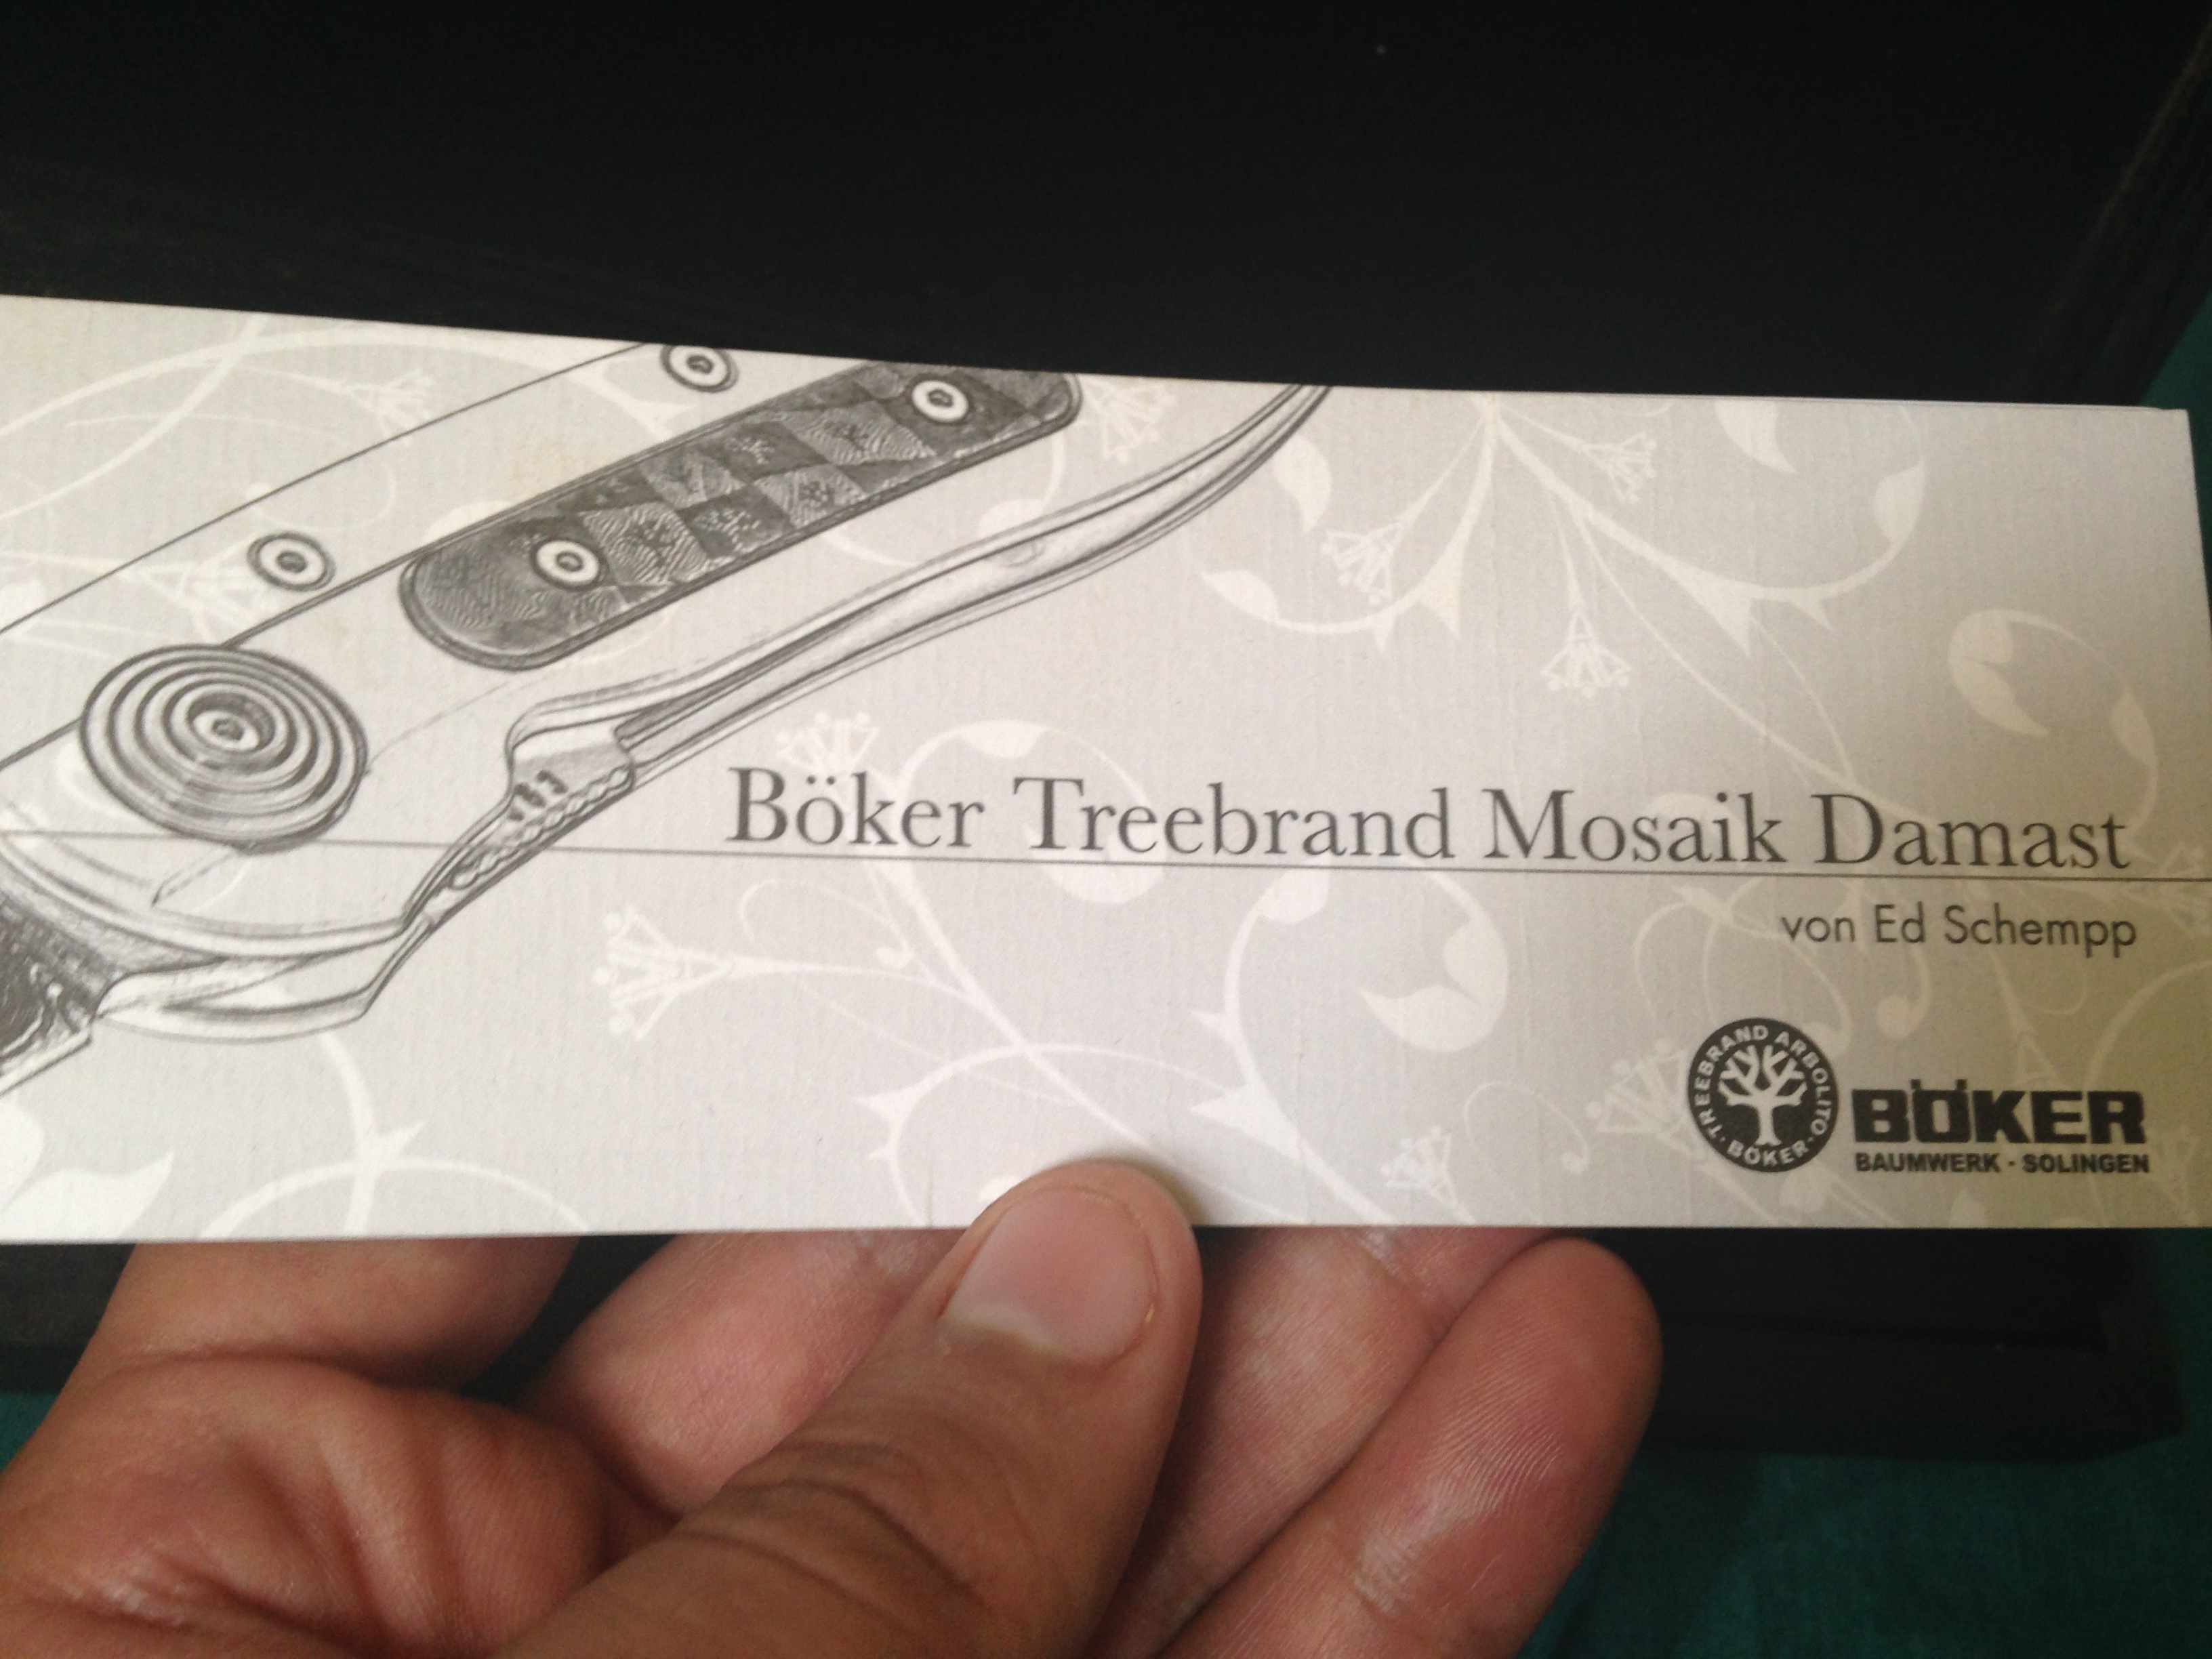 Böker Treebrand Mosaik Damast
von Ed Schempp
TREEBRAND ARBOLITO · BÖKER ·
BÖKER
BAUMWERK · SOLINGEN